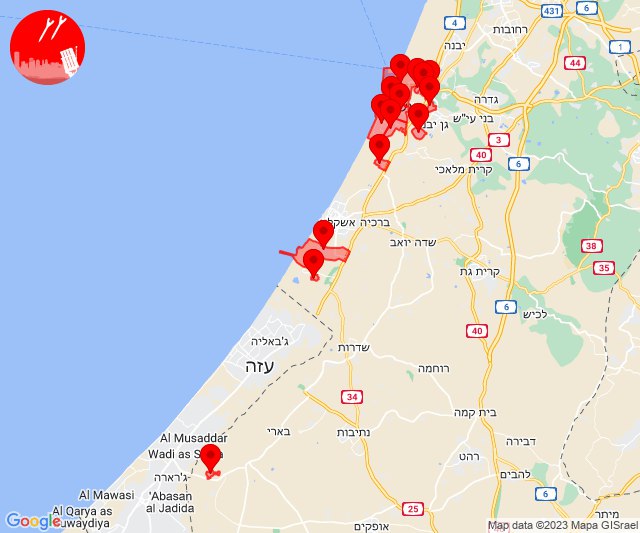 4
6
431
רחובות
יבנה
1
44
גדרה
בני עי"ש
גן יבנה
3
40
6
קרית מלאכי
ברכיה
אשקלון
שדה יואב
38
35
קרית גת
6
לכיש
40
ג'באליה
עזה
שדרות
רוחמה
34
בית קמה
Al Musaddar
בארי
נתיבות
דבירה
Wadi as Salqa
רהט
ג'רארה
להבים
Al Mawasi
'Abasan
al Jadida
6
Al Qarya as
Suwaydiya
25
מיתר
אופקים
Google
Map data ©2023 Mapa GISrael